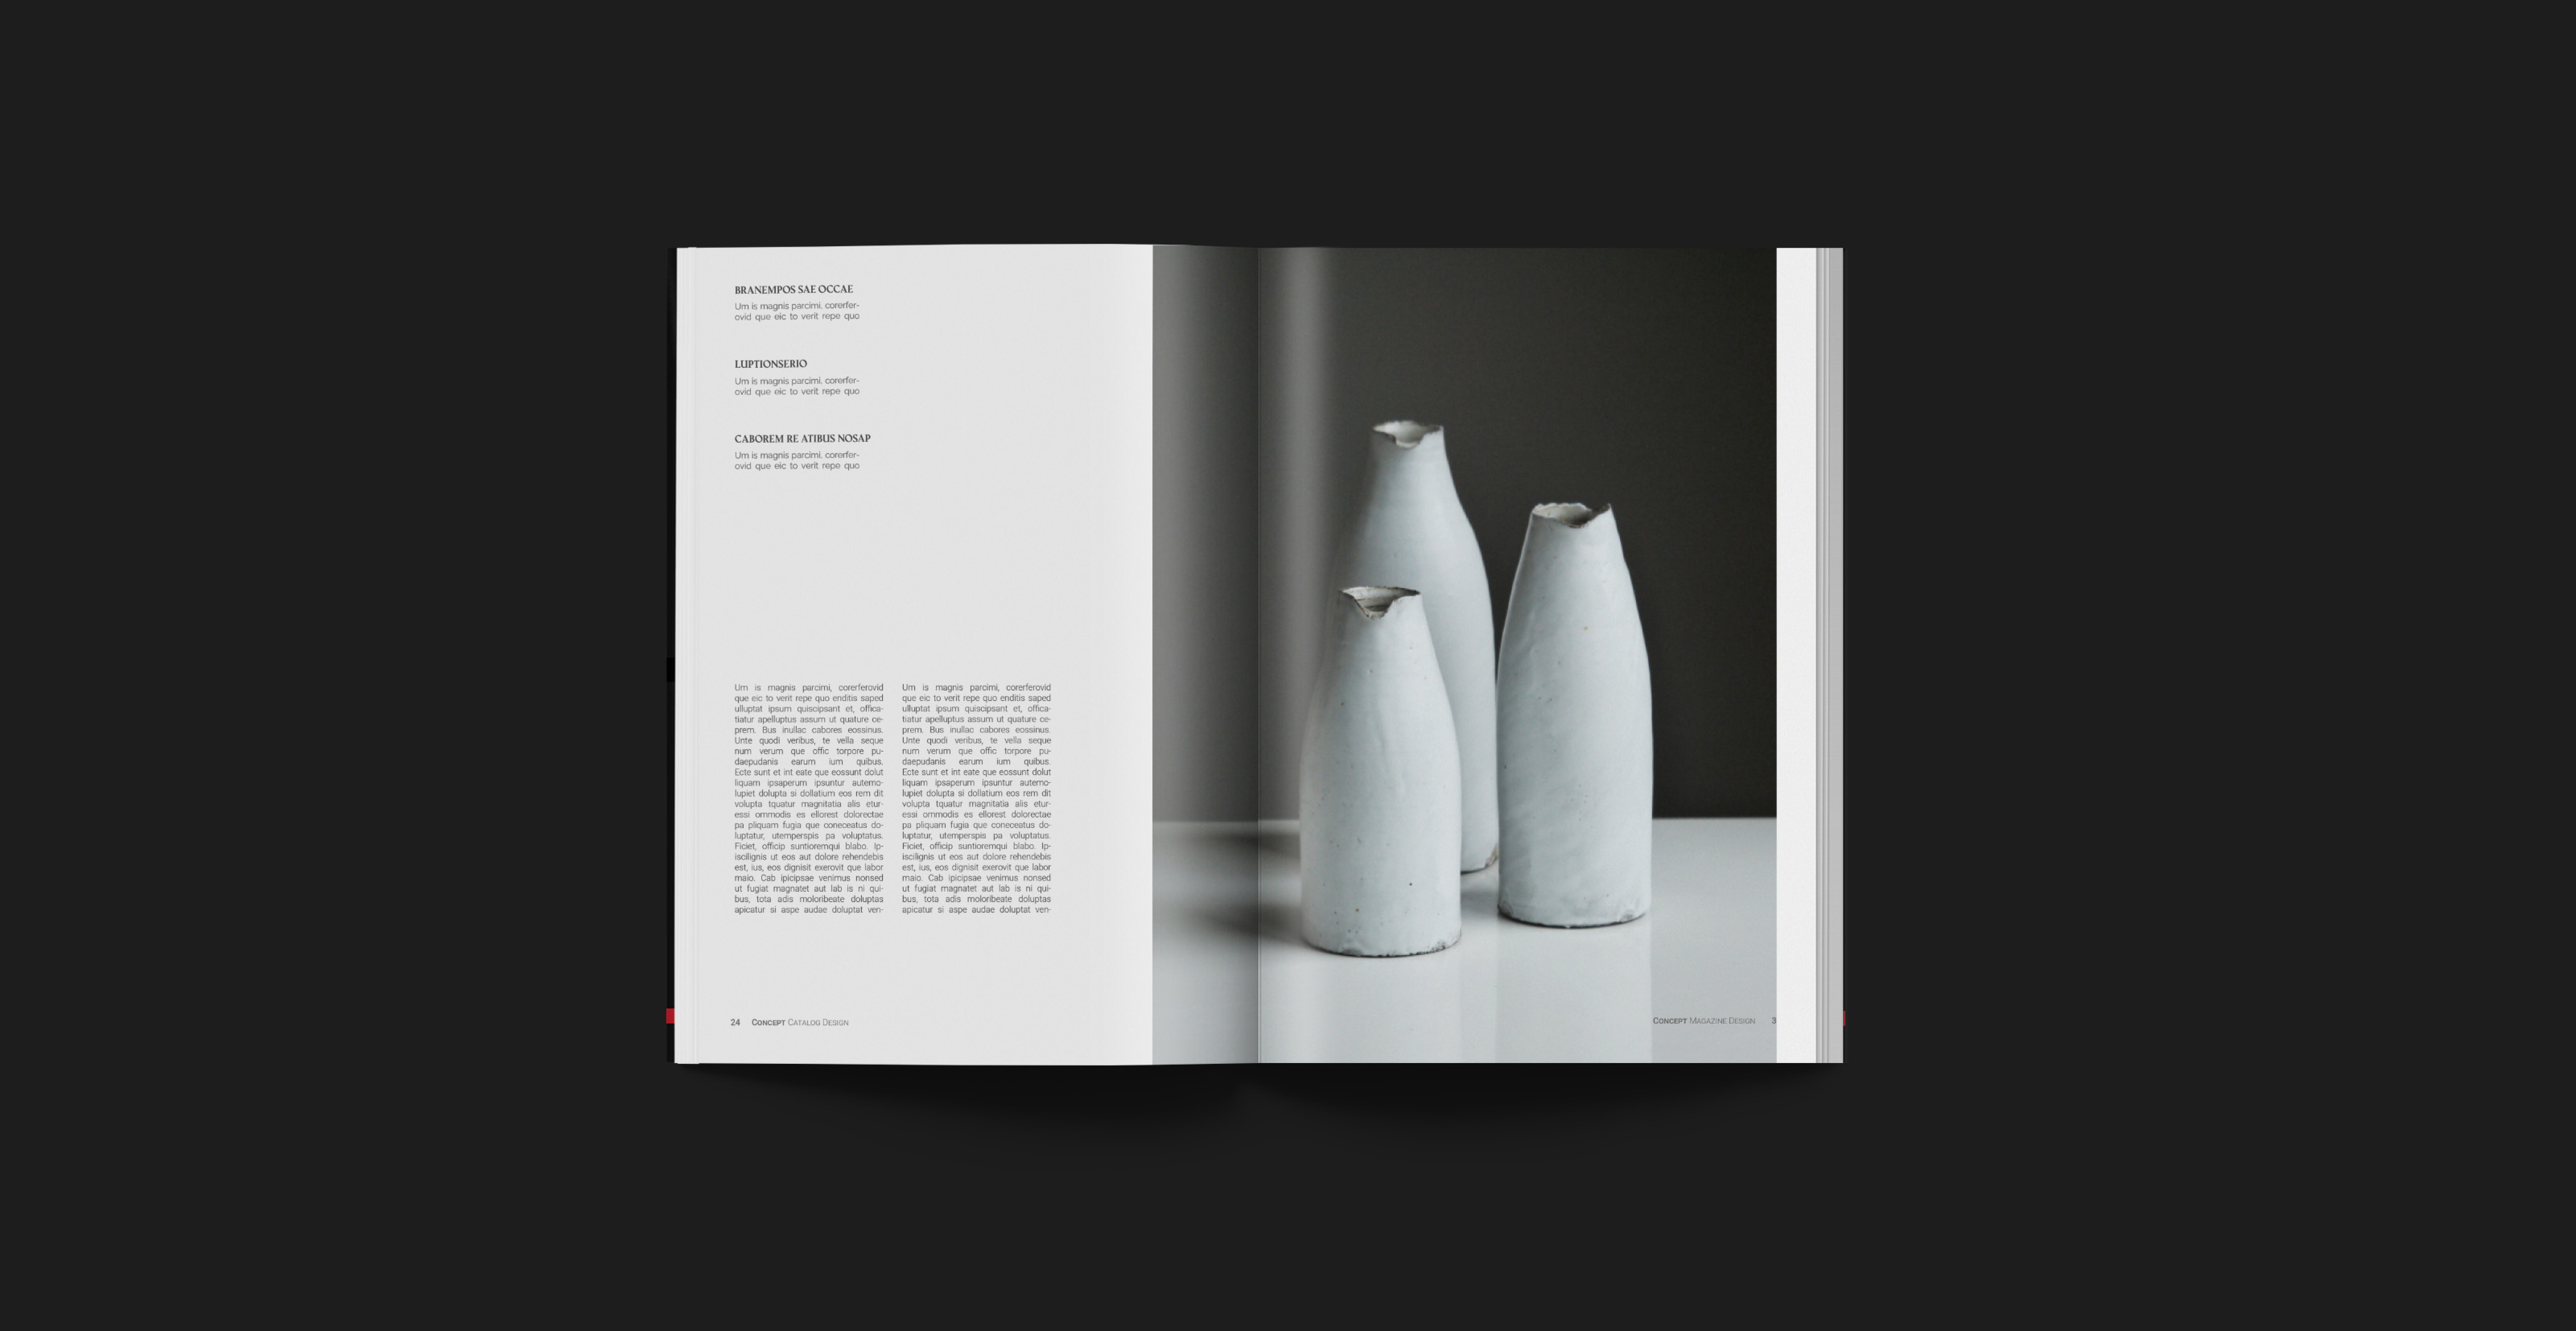 BRANEMPOS SAE OCCAE
Um is magnis parcimi. corerfer-
ovid que eic to verit repe quo
LUPTIONSERIO
Um is magnis parcimi. corerfer-
ovid que eic to verit repe quo
CABOREM RE ATIBUS NOSAP
Um is magnis parcimi. corerfer-
ovid que eic to verit repe quo
Um is magnis parcimi, corerferovid
que eic to verit repe quo enditis saped
ulluptat ipsum quiscipsant et, offica-
tiatur apelluptus assum ut quature ce-
prem. Bus inullac cabores eossinus.
Unte quodi veribus, te vella seque
num verum que offic torpore pu-
daepudanis earum ium quibus.
Ecte sunt et int eate que eossunt dolut
liquam ipsaperum ipsuntur autemo-
lupiet dolupta si dollatium eos rem dit
volupta tquatur magnitatia alis etur-
essi ommodis es ellorest dolorectae
pa pliquam fugia que coneceatus do-
luptatur, utemperspis pa voluptatus.
Ficiet, officip suntioremqui blabo. Ip-
iscilignis ut eos aut dolore rehendebis
est, ius, eos dignisit exerovit que labor
maio. Cab ipicipsae venimus nonsed
ut fugiat magnatet aut lab is ni qui-
bus, tota adis moloribeate doluptas
apicatur si aspe audae doluptat ven-
Um is magnis parcimi, corerferovid
que eic to verit repe quo enditis saped
ulluptat ipsum quiscipsant et, offica-
tiatur apelluptus assum ut quature ce-
prem. Bus inullac cabores eossinus.
Unte quodi veribus, te vella seque
num verum que offic torpore pu-
daepudanis earum ium quibus.
Ecte sunt et int eate que eossunt dolut
liquam ipsaperum ipsuntur autemo-
lupiet dolupta si dollatium eos rem dit
volupta tquatur magnitatia alis etur-
essi ommodis es ellorest dolorectae
pa pliquam fugia que coneceatus do-
luptatur, utemperspis pa voluptatus.
Ficiet, officip suntioremqui blabo. Ip-
iscilignis ut eos aut dolore rehendebis
est, ius, eos dignisit exerovit que labor
maio. Cab ipicipsae venimus nonsed
ut fugiat magnatet aut lab is ni qui-
bus, tota adis moloribeate doluptas
apicatur si aspe audae doluptat ven-
24 CONCEPT CATALOG DESIGN
CONCEPT MAGAZINE DESIGN 3